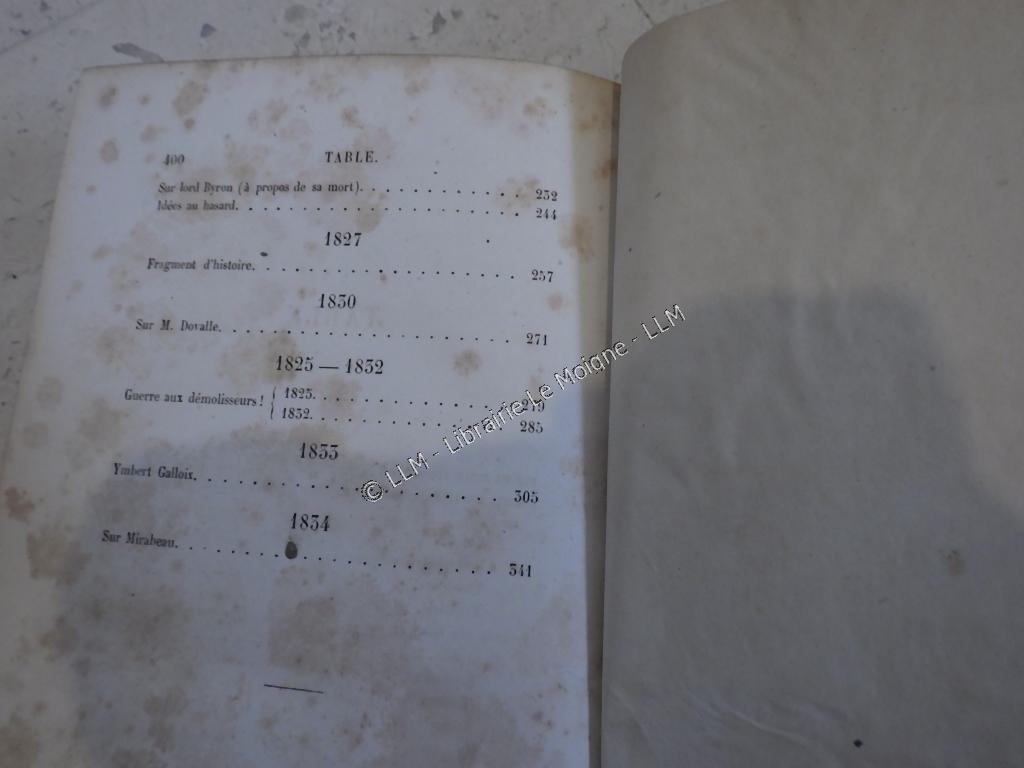 400 TABLE.
Sur lord Byron (à propos de sa mort). . . . . . . . . . . . 232
Idées au hasard. . . . . . . . . . . . . . . . . . . . . 244
1827
Fragment d'histoire. . . . . . . . . . . . . . . . . . . . 257
1830
Sur M. Dovalle. . . . . . . . . . . . . . . . . . . . . . 271
1825 — 1832
Guerre aux démolisseurs! { 1825. . . . . . . . . . . . . . 279
{ 1832. . . . . . . . . . . . . . 285
1833
Ymbert Galloix. . . . . . . . . . . . . . . . . . . . . . 305
1834
Sur Mirabeau. . . . . . . . . . . . . . . . . . . . . . . 341
© LLM - Librairie Le Moigne - LLM